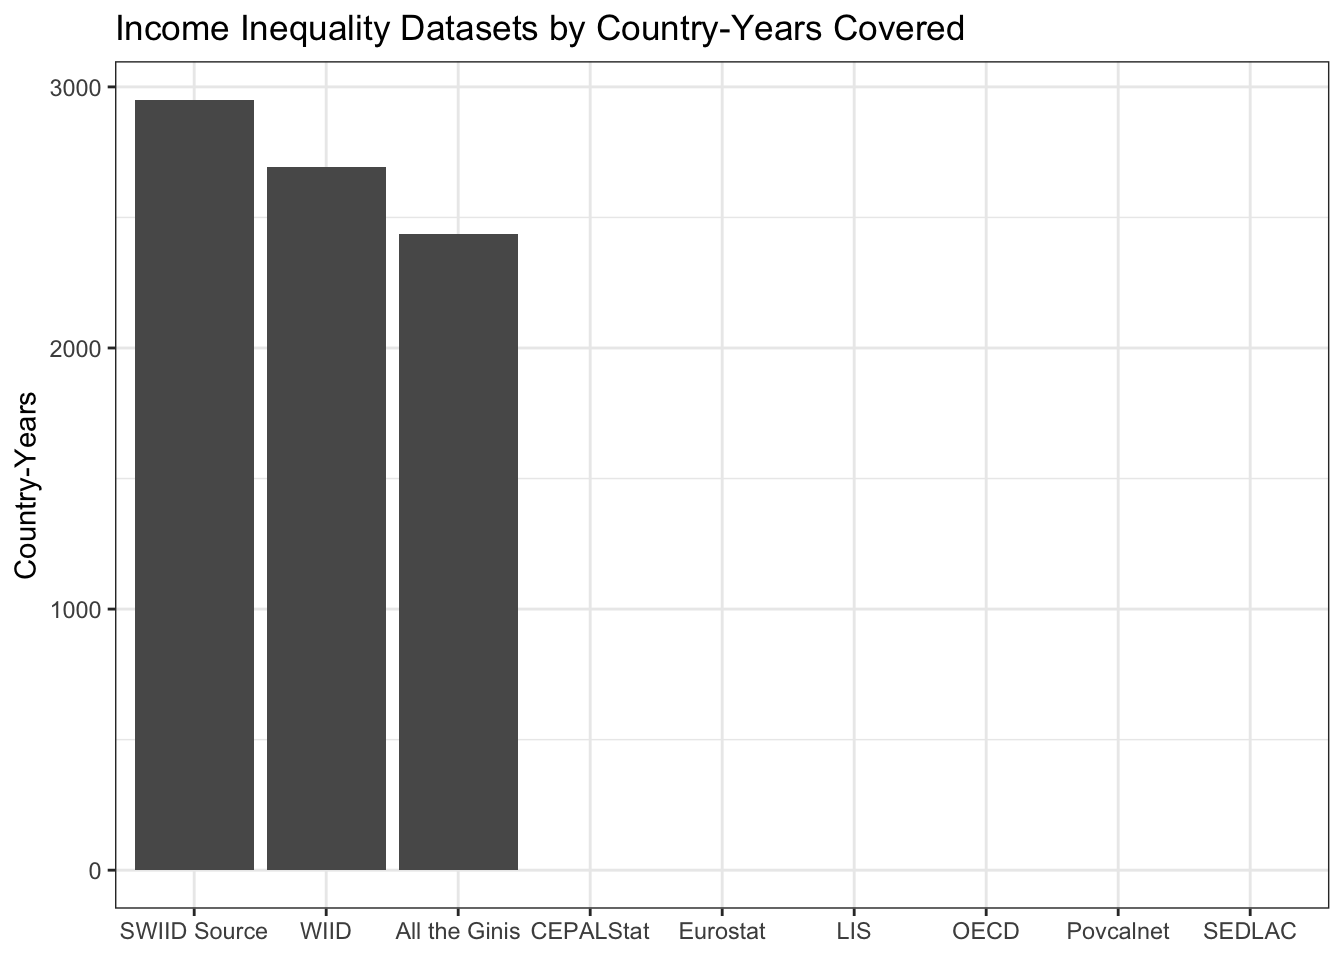 Income Inequality Datasets by Country-Years Covered
Country-Years
3000
2000
1000
0
SWIID Source WIID All the Ginis CEPALStat Eurostat LIS OECD Povcalnet SEDLAC